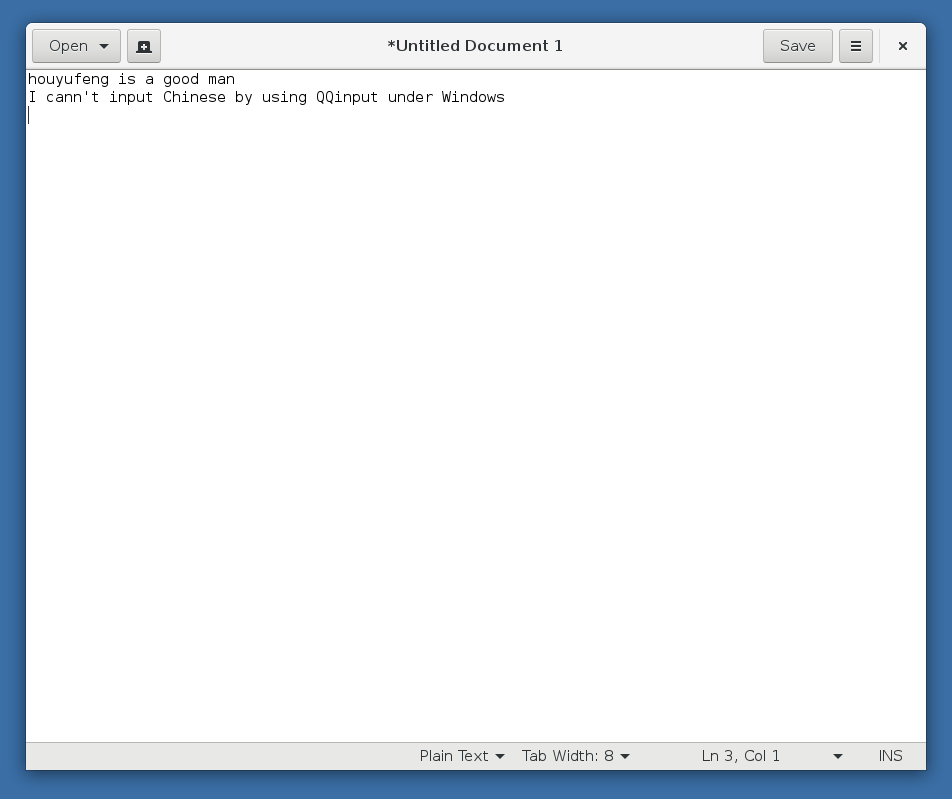 Open
*Untitled Document 1
Save
houyufeng is a good man
I cann't input Chinese by using QQinput under Windows
Plain Text Tab Width: 8 Ln 3, Col 1 INS